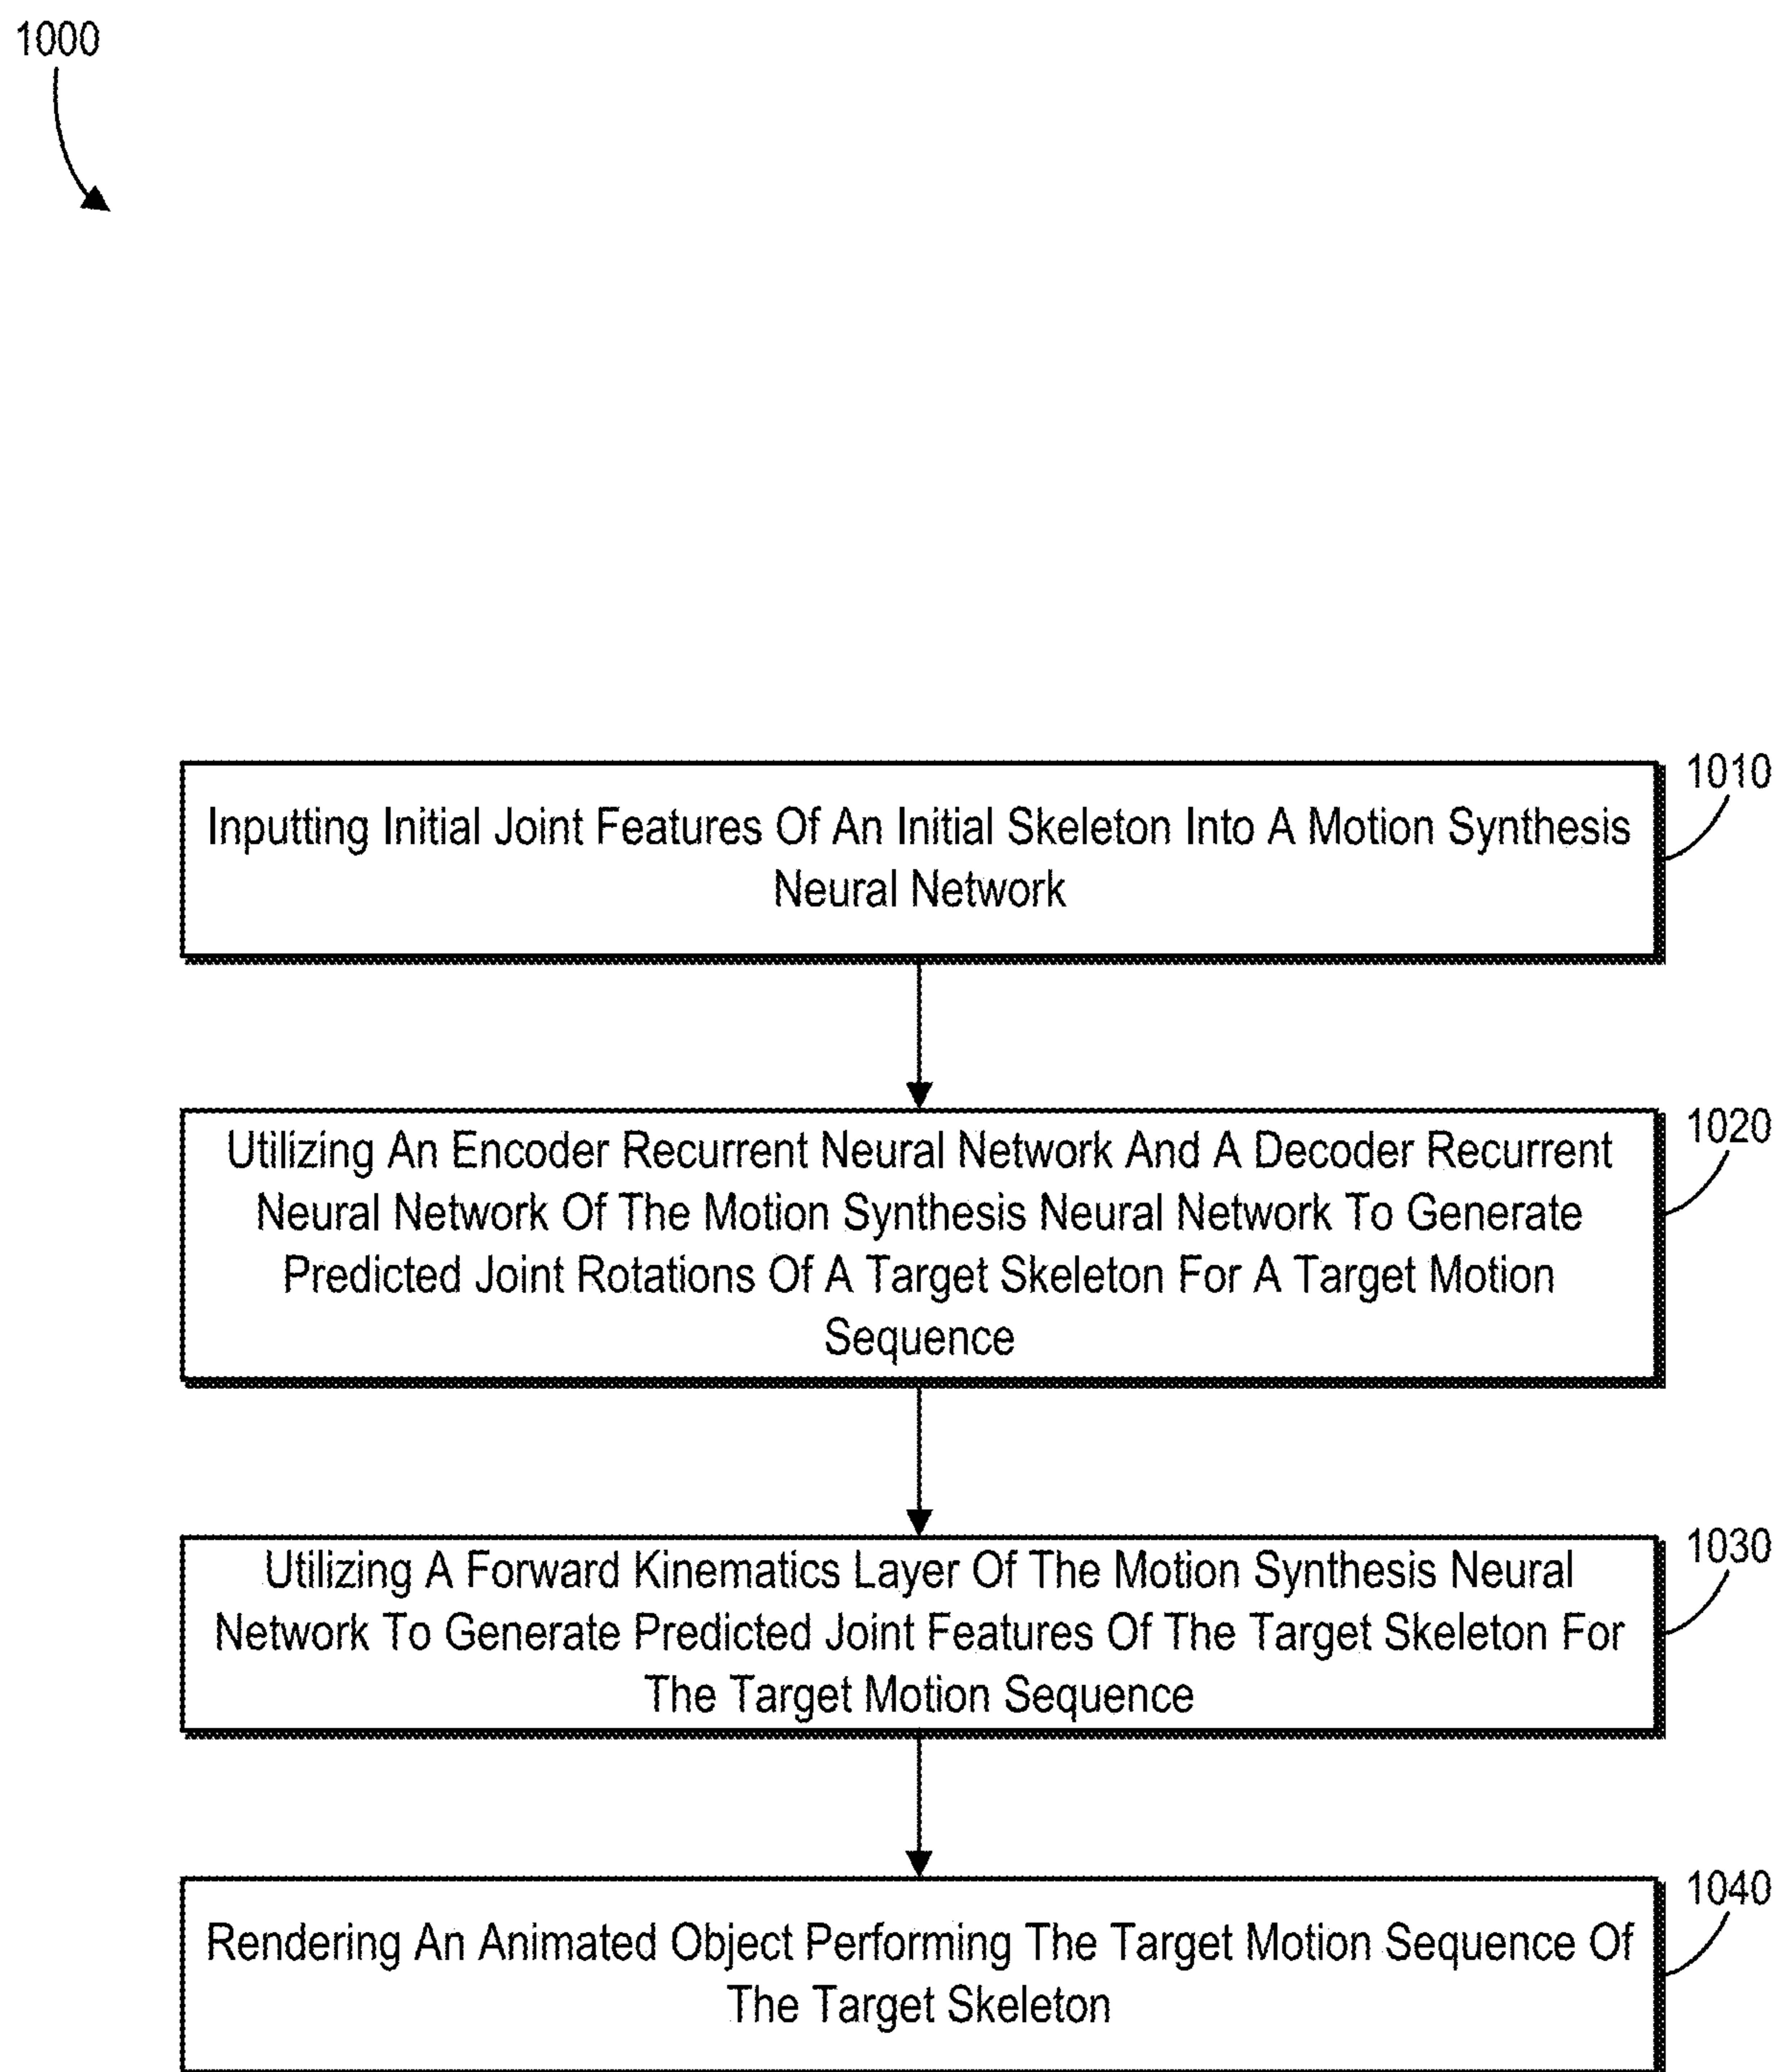 1000
1010
Inputting Initial Joint Features Of An Initial Skeleton Into A Motion Synthesis
Neural Network
1020
Utilizing An Encoder Recurrent Neural Network And A Decoder Recurrent
Neural Network Of The Motion Synthesis Neural Network To Generate
Predicted Joint Rotations Of A Target Skeleton For A Target Motion
Sequence
1030
Utilizing A Forward Kinematics Layer Of The Motion Synthesis Neural
Network To Generate Predicted Joint Features Of The Target Skeleton For
The Target Motion Sequence
1040
Rendering An Animated Object Performing The Target Motion Sequence Of
The Target Skeleton